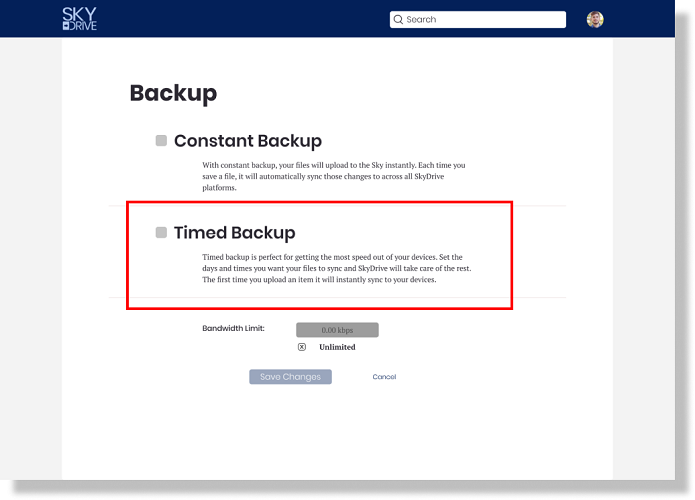 SKY
DRIVE
Search
Backup
Constant Backup
With constant backup, your files will upload to the Sky instantly. Each time you
save a file, it will automatically sync those changes to across all SkyDrive
platforms.
Timed Backup
Timed backup is perfect for getting the most speed out of your devices. Set the
days and times you want your files to sync and SkyDrive will take care of the rest.
The first time you upload an item it will instantly sync to your devices.
Bandwidth Limit: 0.00 kbps
Unlimited
Save Changes Cancel